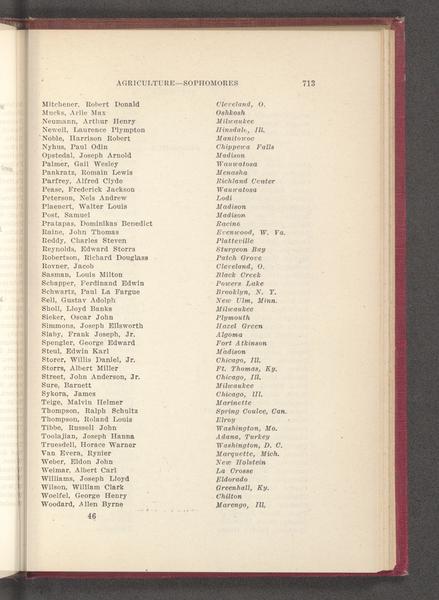 AGRICULTURE—SOPHOMORES 713
Mitchener, Robert Donald Cleveland, O.
Mucks, Arlie Max Oshkosh
Neumann, Arthur Henry Milwaukee
Newell, Laurence Plympton Hinsdale, Ill.
Noble, Harrison Robert Manitowoc
Nyhus, Paul Odin Chippewa Falls
Opstedal, Joseph Arnold Madison
Palmer, Gail Wesley Wauwatosa
Pankratz, Romain Lewis Menasha
Parfrey, Alfred Clyde Richland Center
Pease, Frederick Jackson Wauwatosa
Peterson, Nels Andrew Lodi
Plaenert, Walter Louis Madison
Post, Samuel Madison
Pratapas, Dominikas Benedict Racine
Raine, John Thomas Evenwood, W. Va.
Reddy, Charles Steven Platteville
Reynolds, Edward Storrs Sturgeon Bay
Robertson, Richard Douglass Patch Grove
Rovner, Jacob Cleveland, O.
Sasman, Louis Milton Black Creek
Schapper, Ferdinand Edwin Powers Lake
Schwartz, Paul La Fargue Brooklyn, N. Y.
Sell, Gustav Adolph New Ulm, Minn.
Sholl, Lloyd Banks Milwaukee
Sieker, Oscar John Plymouth
Simmons, Joseph Ellsworth Hazel Green
Slaby, Frank Joseph, Jr. Algoma
Spengler, George Edward Fort Atkinson
Steul, Edwin Karl Madison
Storer, Willis Daniel, Jr. Chicago, Ill.
Storrs, Albert Miller Ft. Thomas, Ky.
Street, John Anderson, Jr. Chicago, Ill.
Sure, Barnett Milwaukee
Sykora, James Chicago, Ill.
Teige, Malvin Helmer Marinette
Thompson, Ralph Schultz Spring Coulee, Can.
Thompson, Roland Louis Elroy
Tibbe, Russell John Washington, Mo.
Toolajian, Joseph Hanna Adana, Turkey
Truesdell, Horace Warner Washington, D. C.
Van Evera, Rynier Marquette, Mich.
Weber, Eldon John New Holstein
Weimar, Albert Carl La Crosse
Williams, Joseph Lloyd Eldorado
Wilson, William Clark Greenhall, Ky.
Woelfel, George Henry Chilton
Woodard, Allen Byrne Marengo, Ill.
46